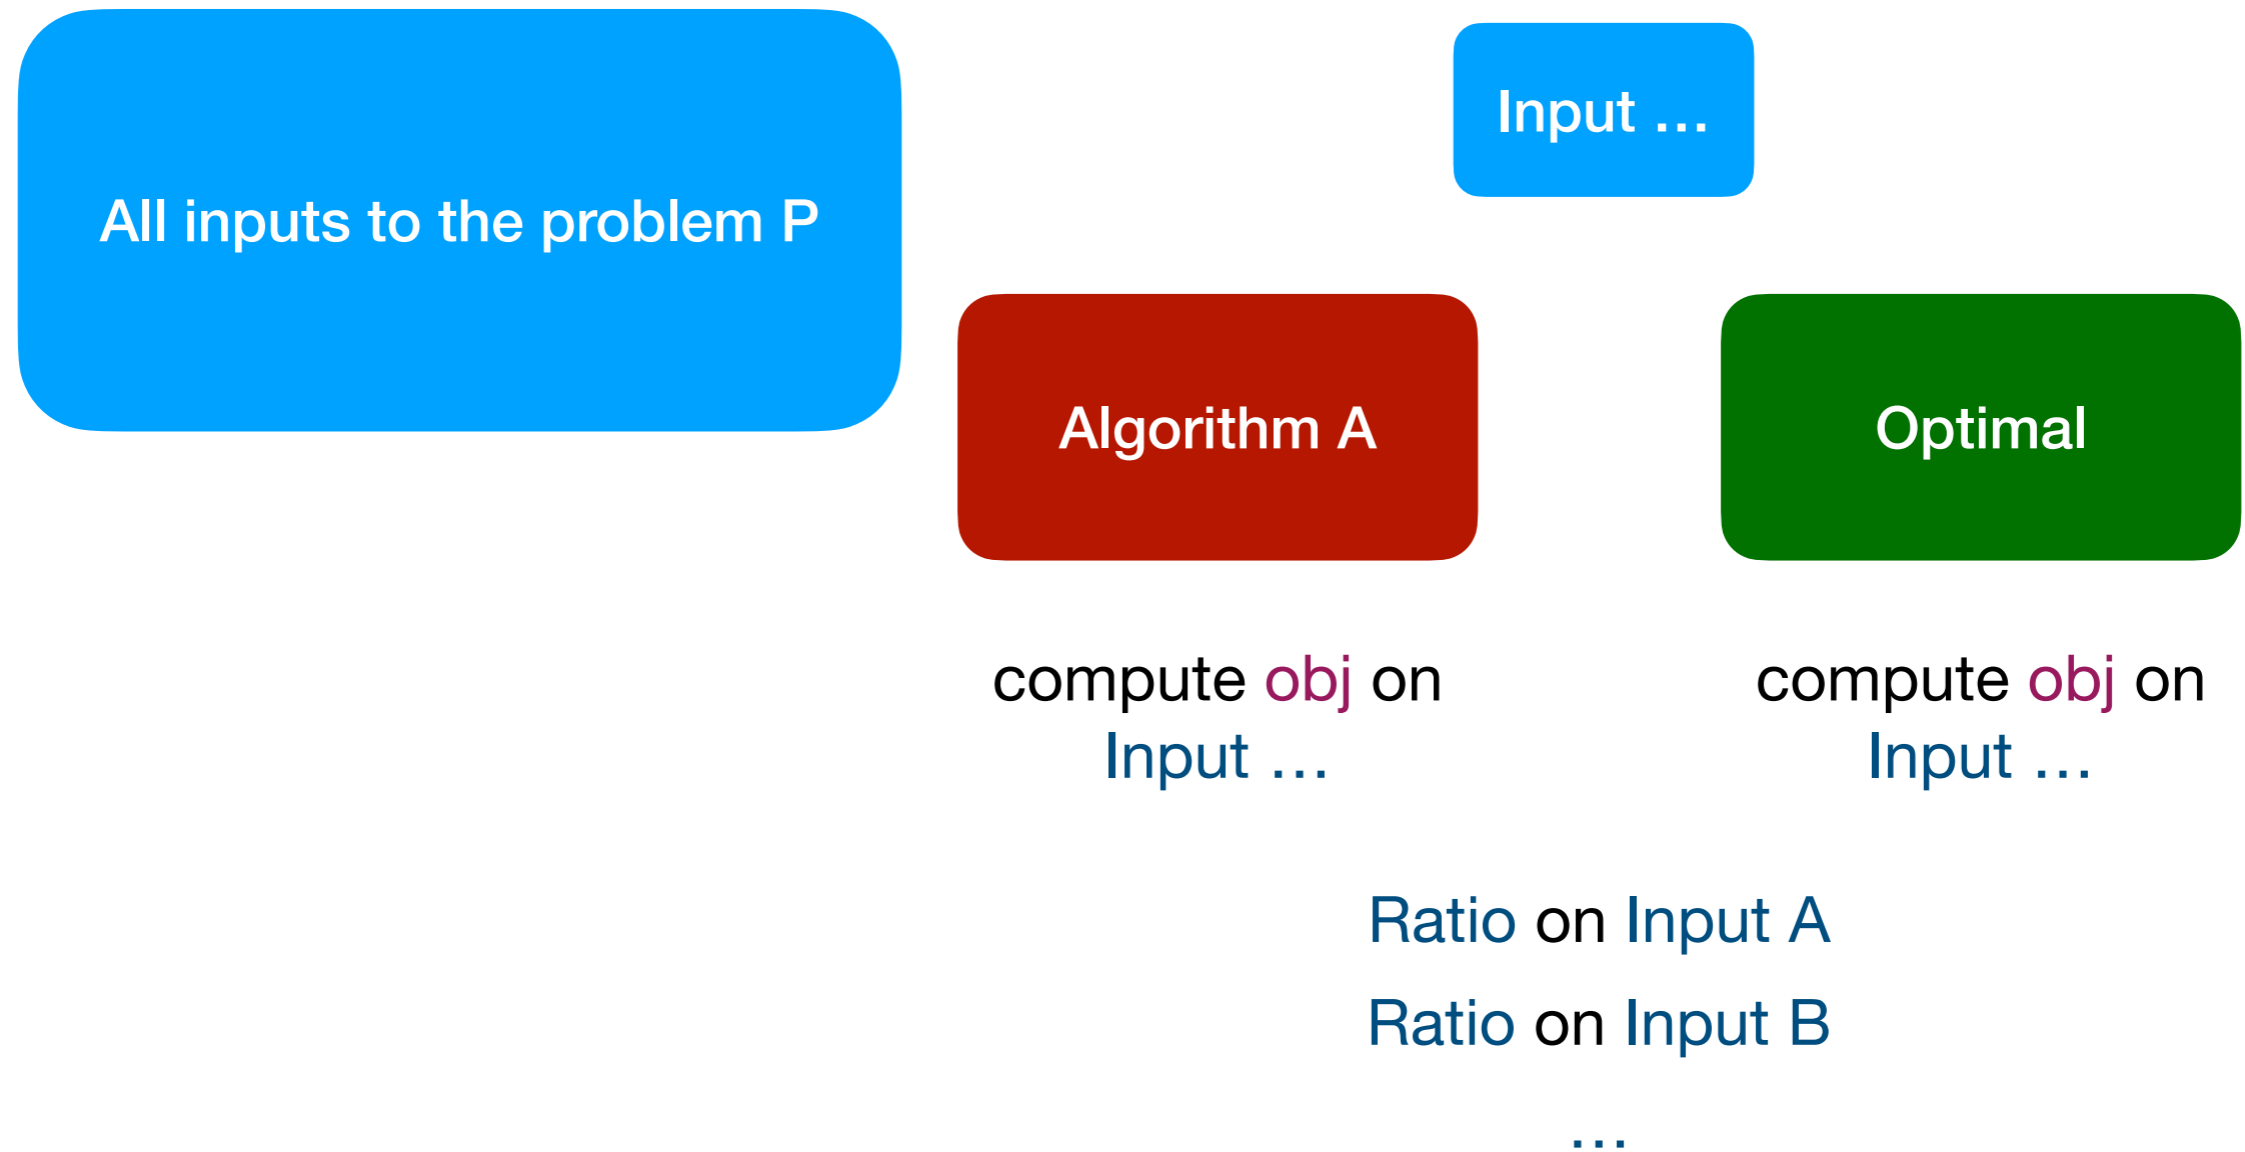 All inputs to the problem P
Input …
Algorithm A
Optimal
compute obj on
Input …
compute obj on
Input …
Ratio on Input A
Ratio on Input B
…